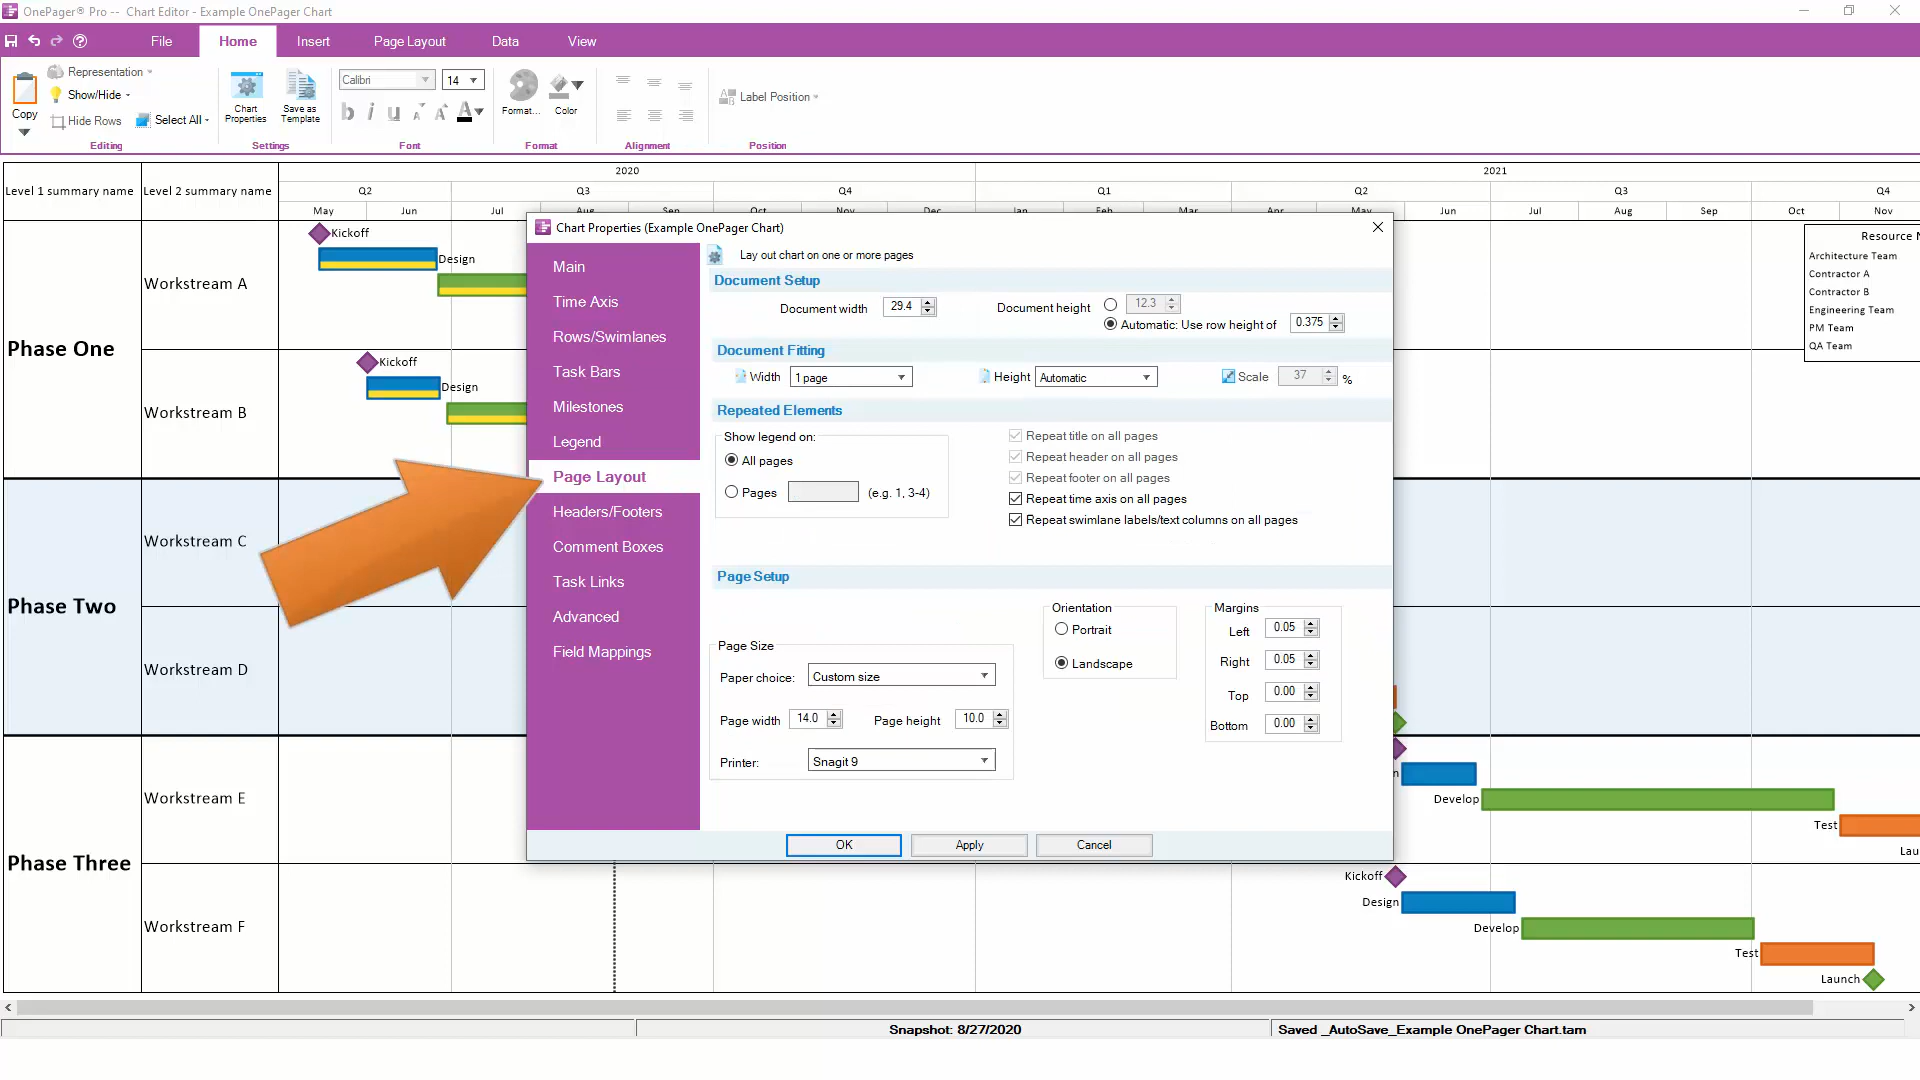 OnePager® Pro -- Chart Editor - Example OnePager Chart
File Home Insert Page Layout Data View
Copy
Representation
Show/Hide
Hide Rows Select All
Editing
Chart Properties
Save as Template
Settings
Calibri 14
b i u A A A
Font
Format... Color
Format
Alignment
Label Position
Position
2020 2021
Level 1 summary name Level 2 summary name
Q2 Q3 Q4 Q1 Q2 Q3 Q4
May Jun Jul Aug Sep Oct Nov Dec Jan Feb Mar Apr May Jun Jul Aug Sep Oct Nov
Phase One
Workstream A
Kickoff
Design
Workstream B
Kickoff
Design
Phase Two
Workstream C
Workstream D
Phase Three
Workstream E
Develop
Test
Lau
Workstream F
Kickoff
Design
Develop
Test
Launch
Resource N
Architecture Team
Contractor A
Contractor B
Engineering Team
PM Team
QA Team
Chart Properties (Example OnePager Chart)
Main
Time Axis
Rows/Swimlanes
Task Bars
Milestones
Legend
Page Layout
Headers/Footers
Comment Boxes
Task Links
Advanced
Field Mappings
Lay out chart on one or more pages
Document Setup
Document width 29.4 Document height 12.3
Automatic: Use row height of 0.375
Document Fitting
Width 1 page Height Automatic Scale 37 %
Repeated Elements
Show legend on:
All pages
Pages (e.g. 1, 3-4)
Repeat title on all pages
Repeat header on all pages
Repeat footer on all pages
Repeat time axis on all pages
Repeat swimlane labels/text columns on all pages
Page Setup
Page Size
Paper choice: Custom size
Page width 14.0 Page height 10.0
Printer: Snagit 9
Orientation
Portrait
Landscape
Margins
Left 0.05
Right 0.05
Top 0.00
Bottom 0.00
OK Apply Cancel
Snapshot: 8/27/2020
Saved _AutoSave_Example OnePager Chart.tam